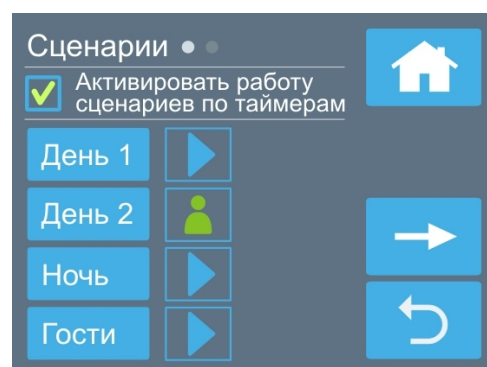 Сценарии
Активировать работу
сценариев по таймерам
День 1
День 2
Ночь
Гости